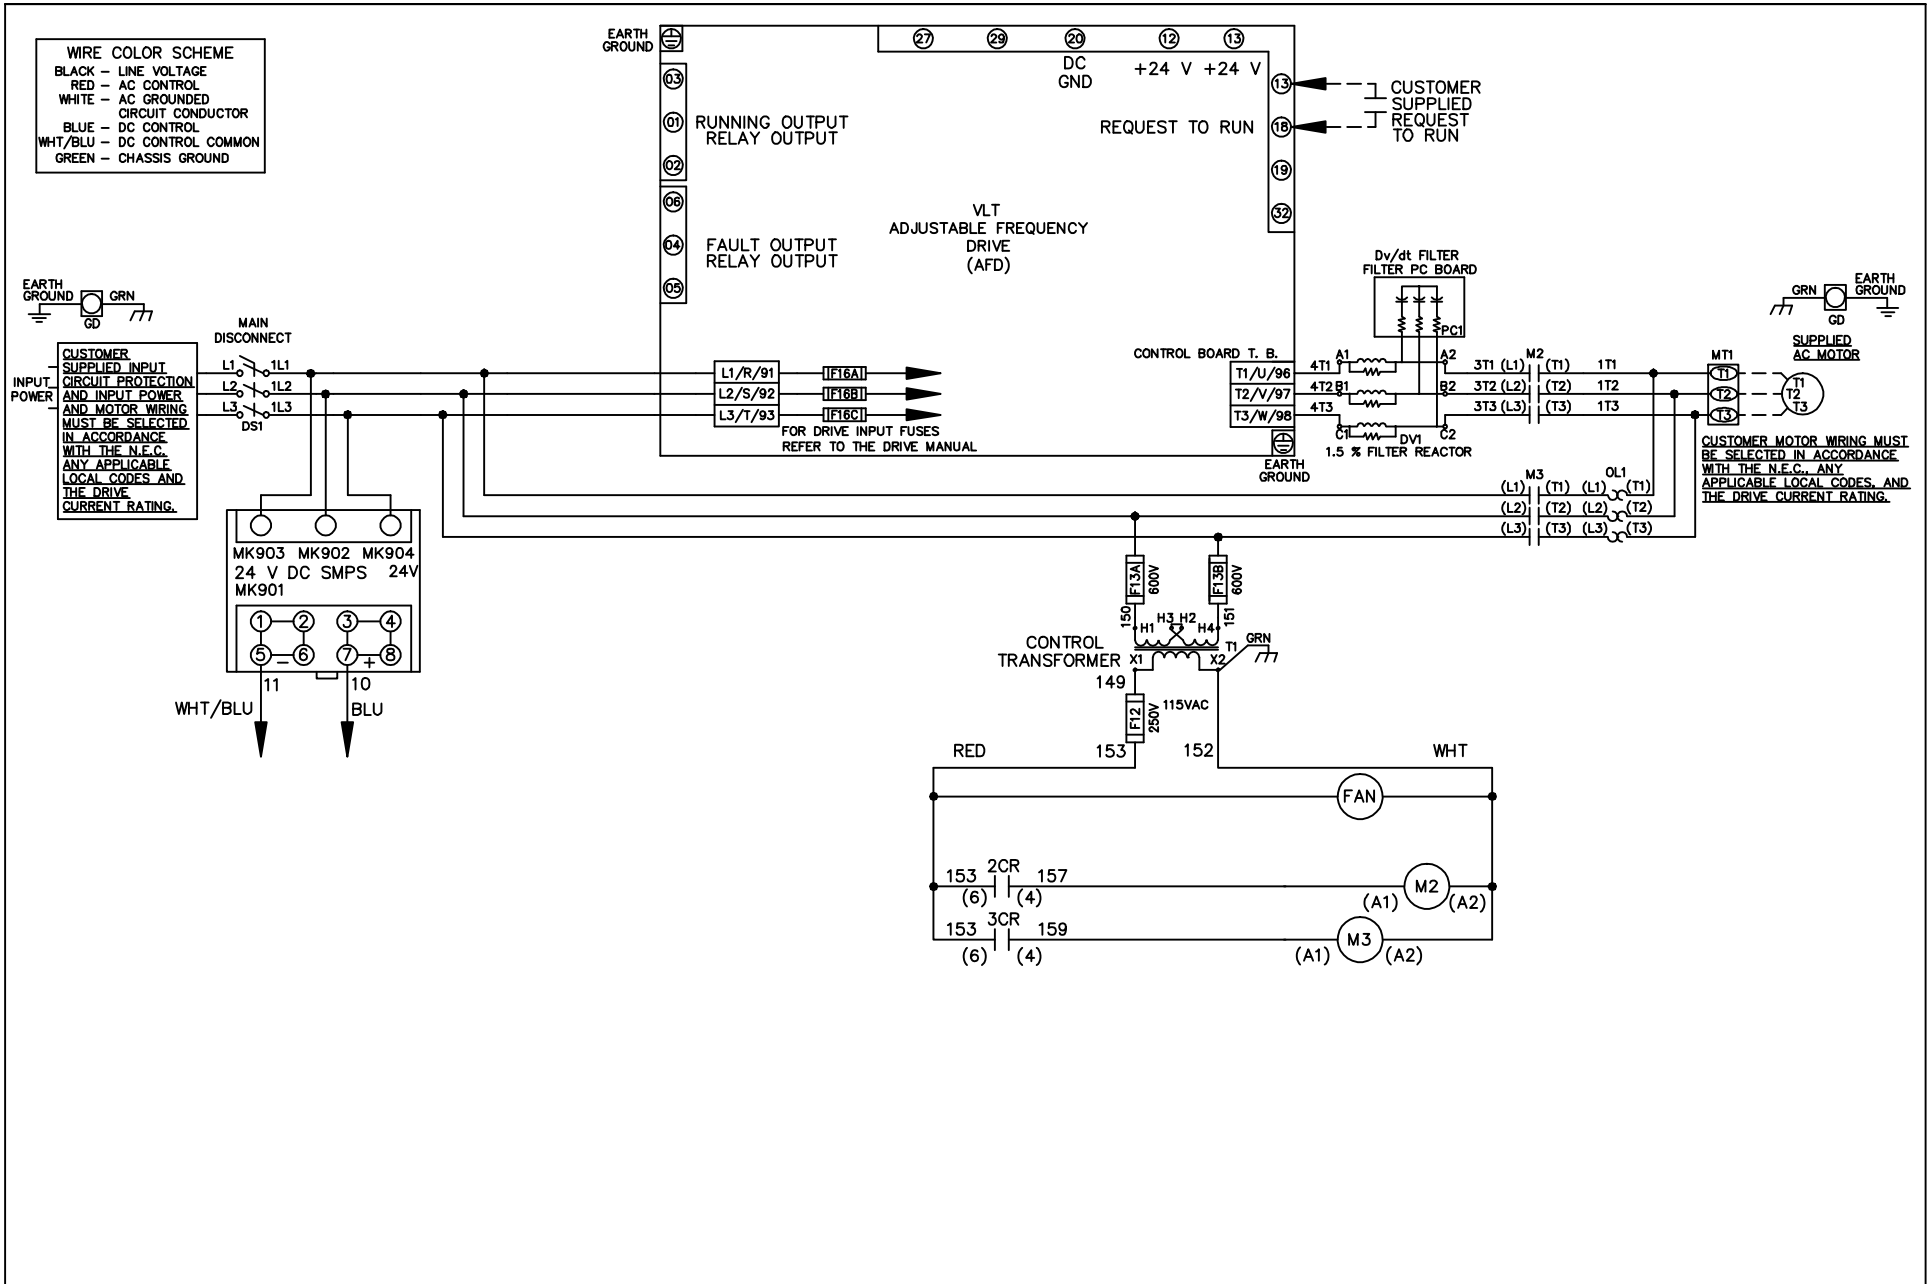 WIRE COLOR SCHEME
BLACK – LINE VOLTAGE
RED – AC CONTROL
WHITE – AC GROUNDED
CIRCUIT CONDUCTOR
BLUE – DC CONTROL
WHT/BLU – DC CONTROL COMMON
GREEN – CHASSIS GROUND
EARTH
GROUND
27 29 20 12 13
DC
GND
+24 V +24 V
03
01
02
RUNNING OUTPUT
RELAY OUTPUT
06
04
05
FAULT OUTPUT
RELAY OUTPUT
REQUEST TO RUN
13
18
19
32
CUSTOMER
SUPPLIED
REQUEST
TO RUN
VLT
ADJUSTABLE FREQUENCY
DRIVE
(AFD)
Dv/dt FILTER
FILTER PC BOARD
PC1
EARTH
GROUND
GRN
GD
GRN
EARTH
GROUND
GD
SUPPLIED
AC MOTOR
INPUT
POWER
CUSTOMER
SUPPLIED INPUT
CIRCUIT PROTECTION
AND INPUT POWER
AND MOTOR WIRING
MUST BE SELECTED
IN ACCORDANCE
WITH THE N.E.C.
ANY APPLICABLE
LOCAL CODES AND
THE DRIVE
CURRENT RATING.
MAIN
DISCONNECT
L1 1L1
L2 1L2
L3 1L3
DS1
L1/R/91 F16A
L2/S/92 F16B
L3/T/93 F16C
FOR DRIVE INPUT FUSES
REFER TO THE DRIVE MANUAL
CONTROL BOARD T. B.
T1/U/96
T2/V/97
T3/W/98
EARTH
GROUND
4T1 A1 A2
4T2 B1 B2
4T3 C1 C2
DV1
1.5 % FILTER REACTOR
M2
3T1 (L1) (T1) 1T1
3T2 (L2) (T2) 1T2
3T3 (L3) (T3) 1T3
MT1
T1
T2
T3
T1
T2
T3
CUSTOMER MOTOR WIRING MUST
BE SELECTED IN ACCORDANCE
WITH THE N.E.C., ANY
APPLICABLE LOCAL CODES, AND
THE DRIVE CURRENT RATING.
M3 OL1
(L1) (T1) (L1) (T1)
(L2) (T2) (L2) (T2)
(L3) (T3) (L3) (T3)
MK903 MK902 MK904
24 V DC SMPS 24V
MK901
1 2 3 4
5 – 6 7 + 8
11 10
WHT/BLU BLU
F13A
600V
F13B
600V
150
151
H1 H3 H2 H4
CONTROL
TRANSFORMER
X1 X2 T1
GRN
149
F12
250V
115VAC
RED 153 152 WHT
FAN
153 2CR 157
(6) (4)
M2
(A1) (A2)
153 3CR 159
(6) (4)
M3
(A1) (A2)